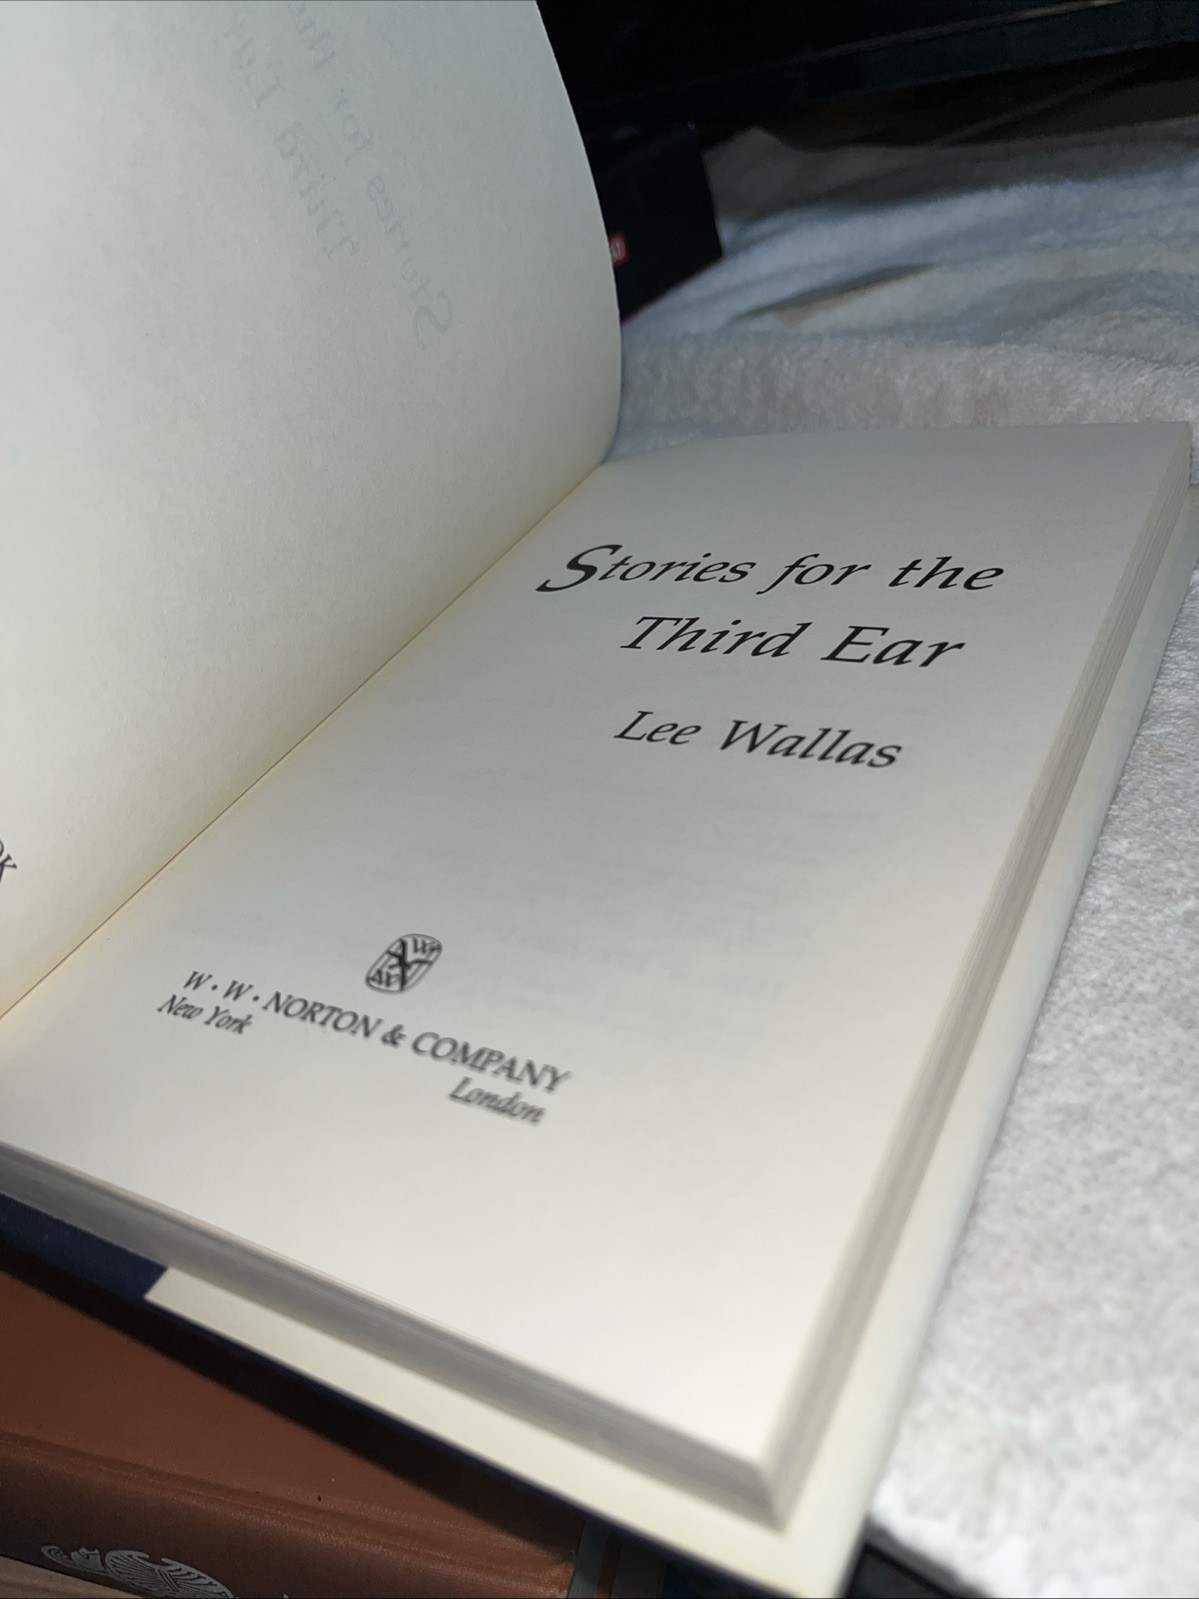 Stories for the
Third Ear
Lee Wallas
W·W·NORTON & COMPANY
New York
London